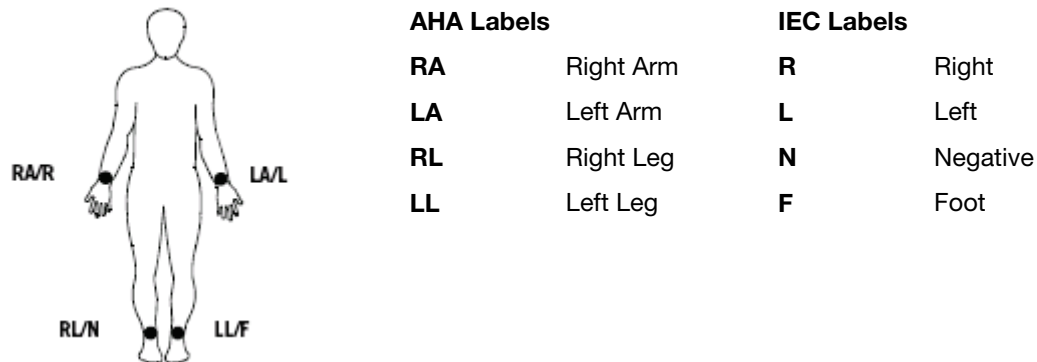 AHA Labels IEC Labels
RA Right Arm R Right
LA Left Arm L Left
RL Right Leg N Negative
LL Left Leg F Foot
RA/R LA/L
RL/N LL/F